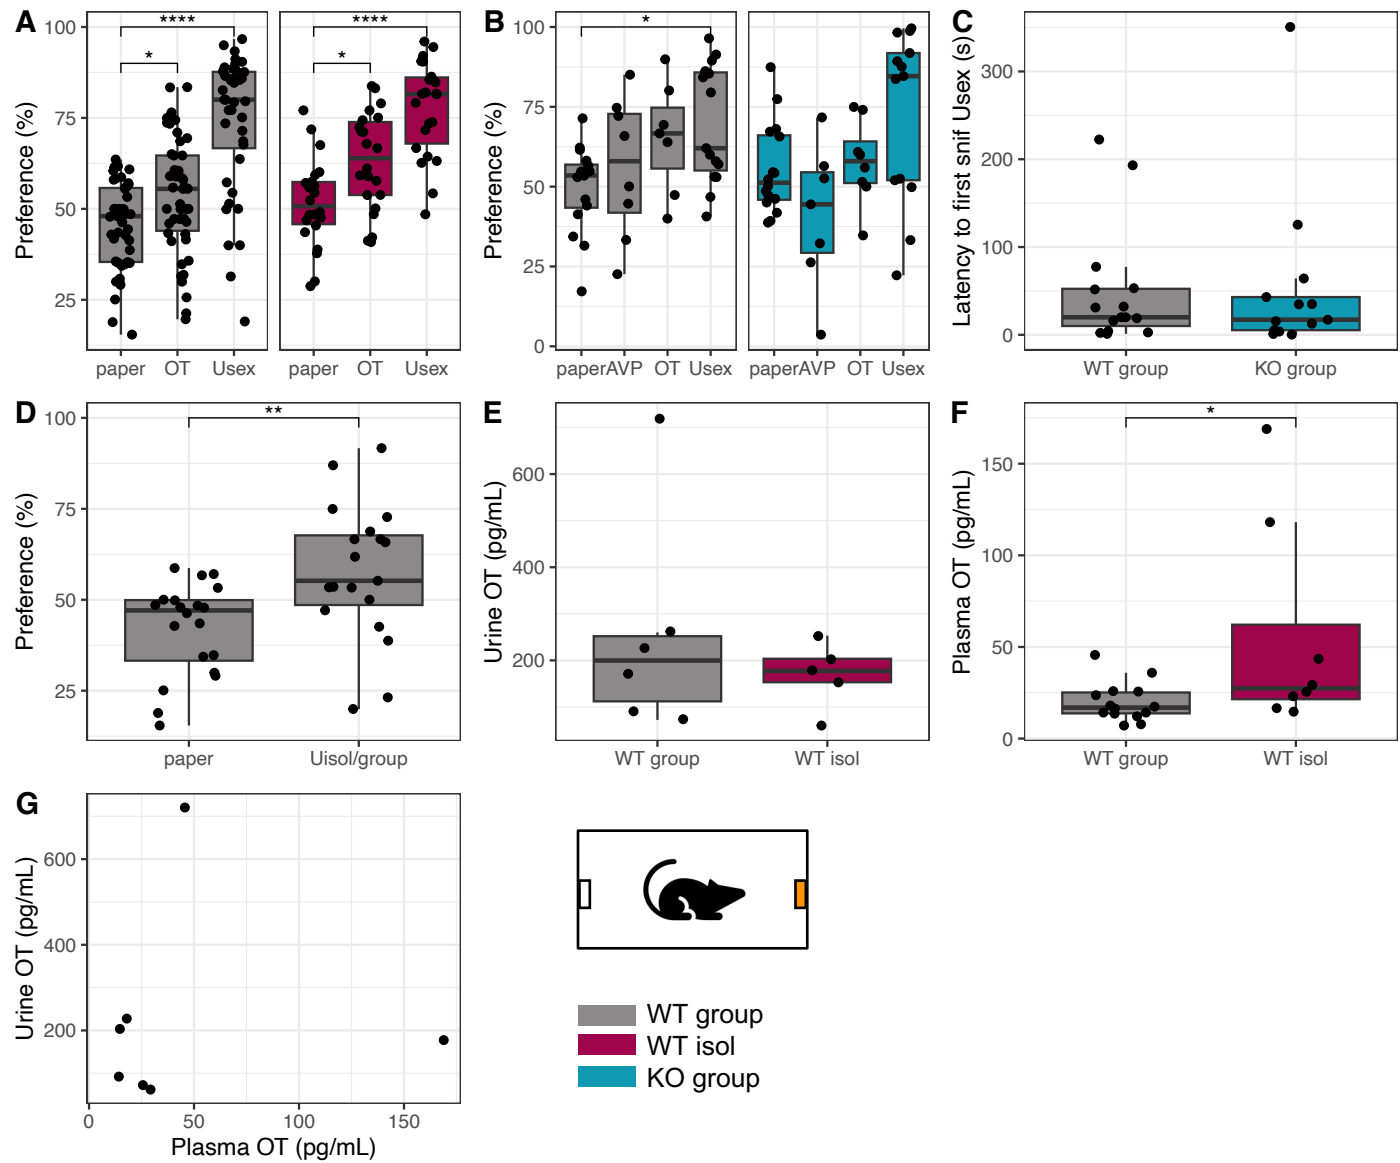 A
Preference (%)
100
75
50
25
*
****
*
****
paper OT Usex
paper OT Usex
B
Preference (%)
100
75
50
25
0
*
paper AVP OT Usex
paper AVP OT Usex
C
Latency to first snif Usex (s)
300
200
100
0
WT group KO group
D
Preference (%)
100
75
50
25
**
paper Uisol/group
E
Urine OT (pg/mL)
600
400
200
WT group WT isol
F
Plasma OT (pg/mL)
150
100
50
0
*
WT group WT isol
G
Urine OT (pg/mL)
600
400
200
0 50 100 150
Plasma OT (pg/mL)
WT group
WT isol
KO group